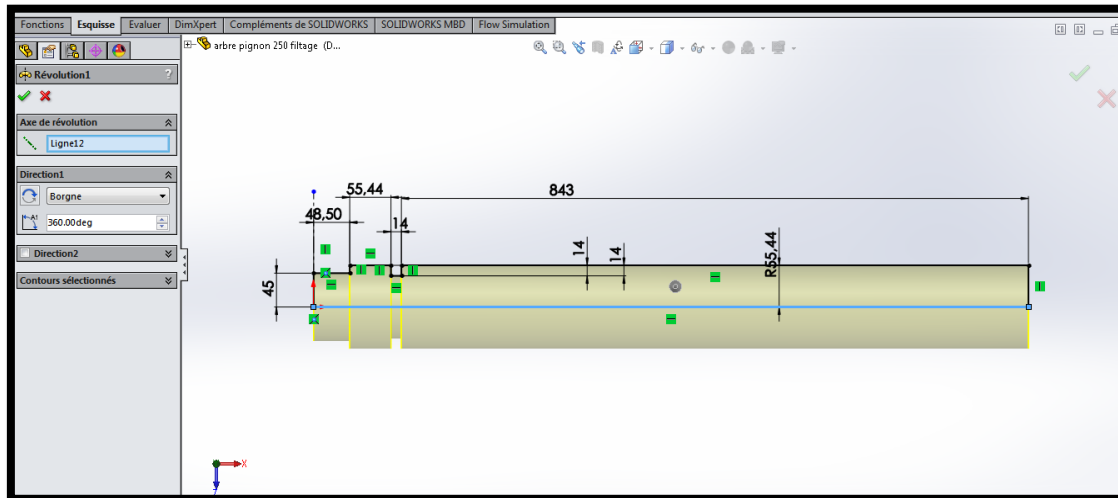 Fonctions Esquisse Evaluer DimXpert Compléments de SOLIDWORKS SOLIDWORKS MBD Flow Simulation
arbre pignon 250 filtage (D...
Révolution1 ?
Axe de révolution
Ligne12
Direction1
Borgne
A1
360.00deg
Direction2
Contours sélectionnés
55,44
843
48,50
14
14
14
R55,44
45
X